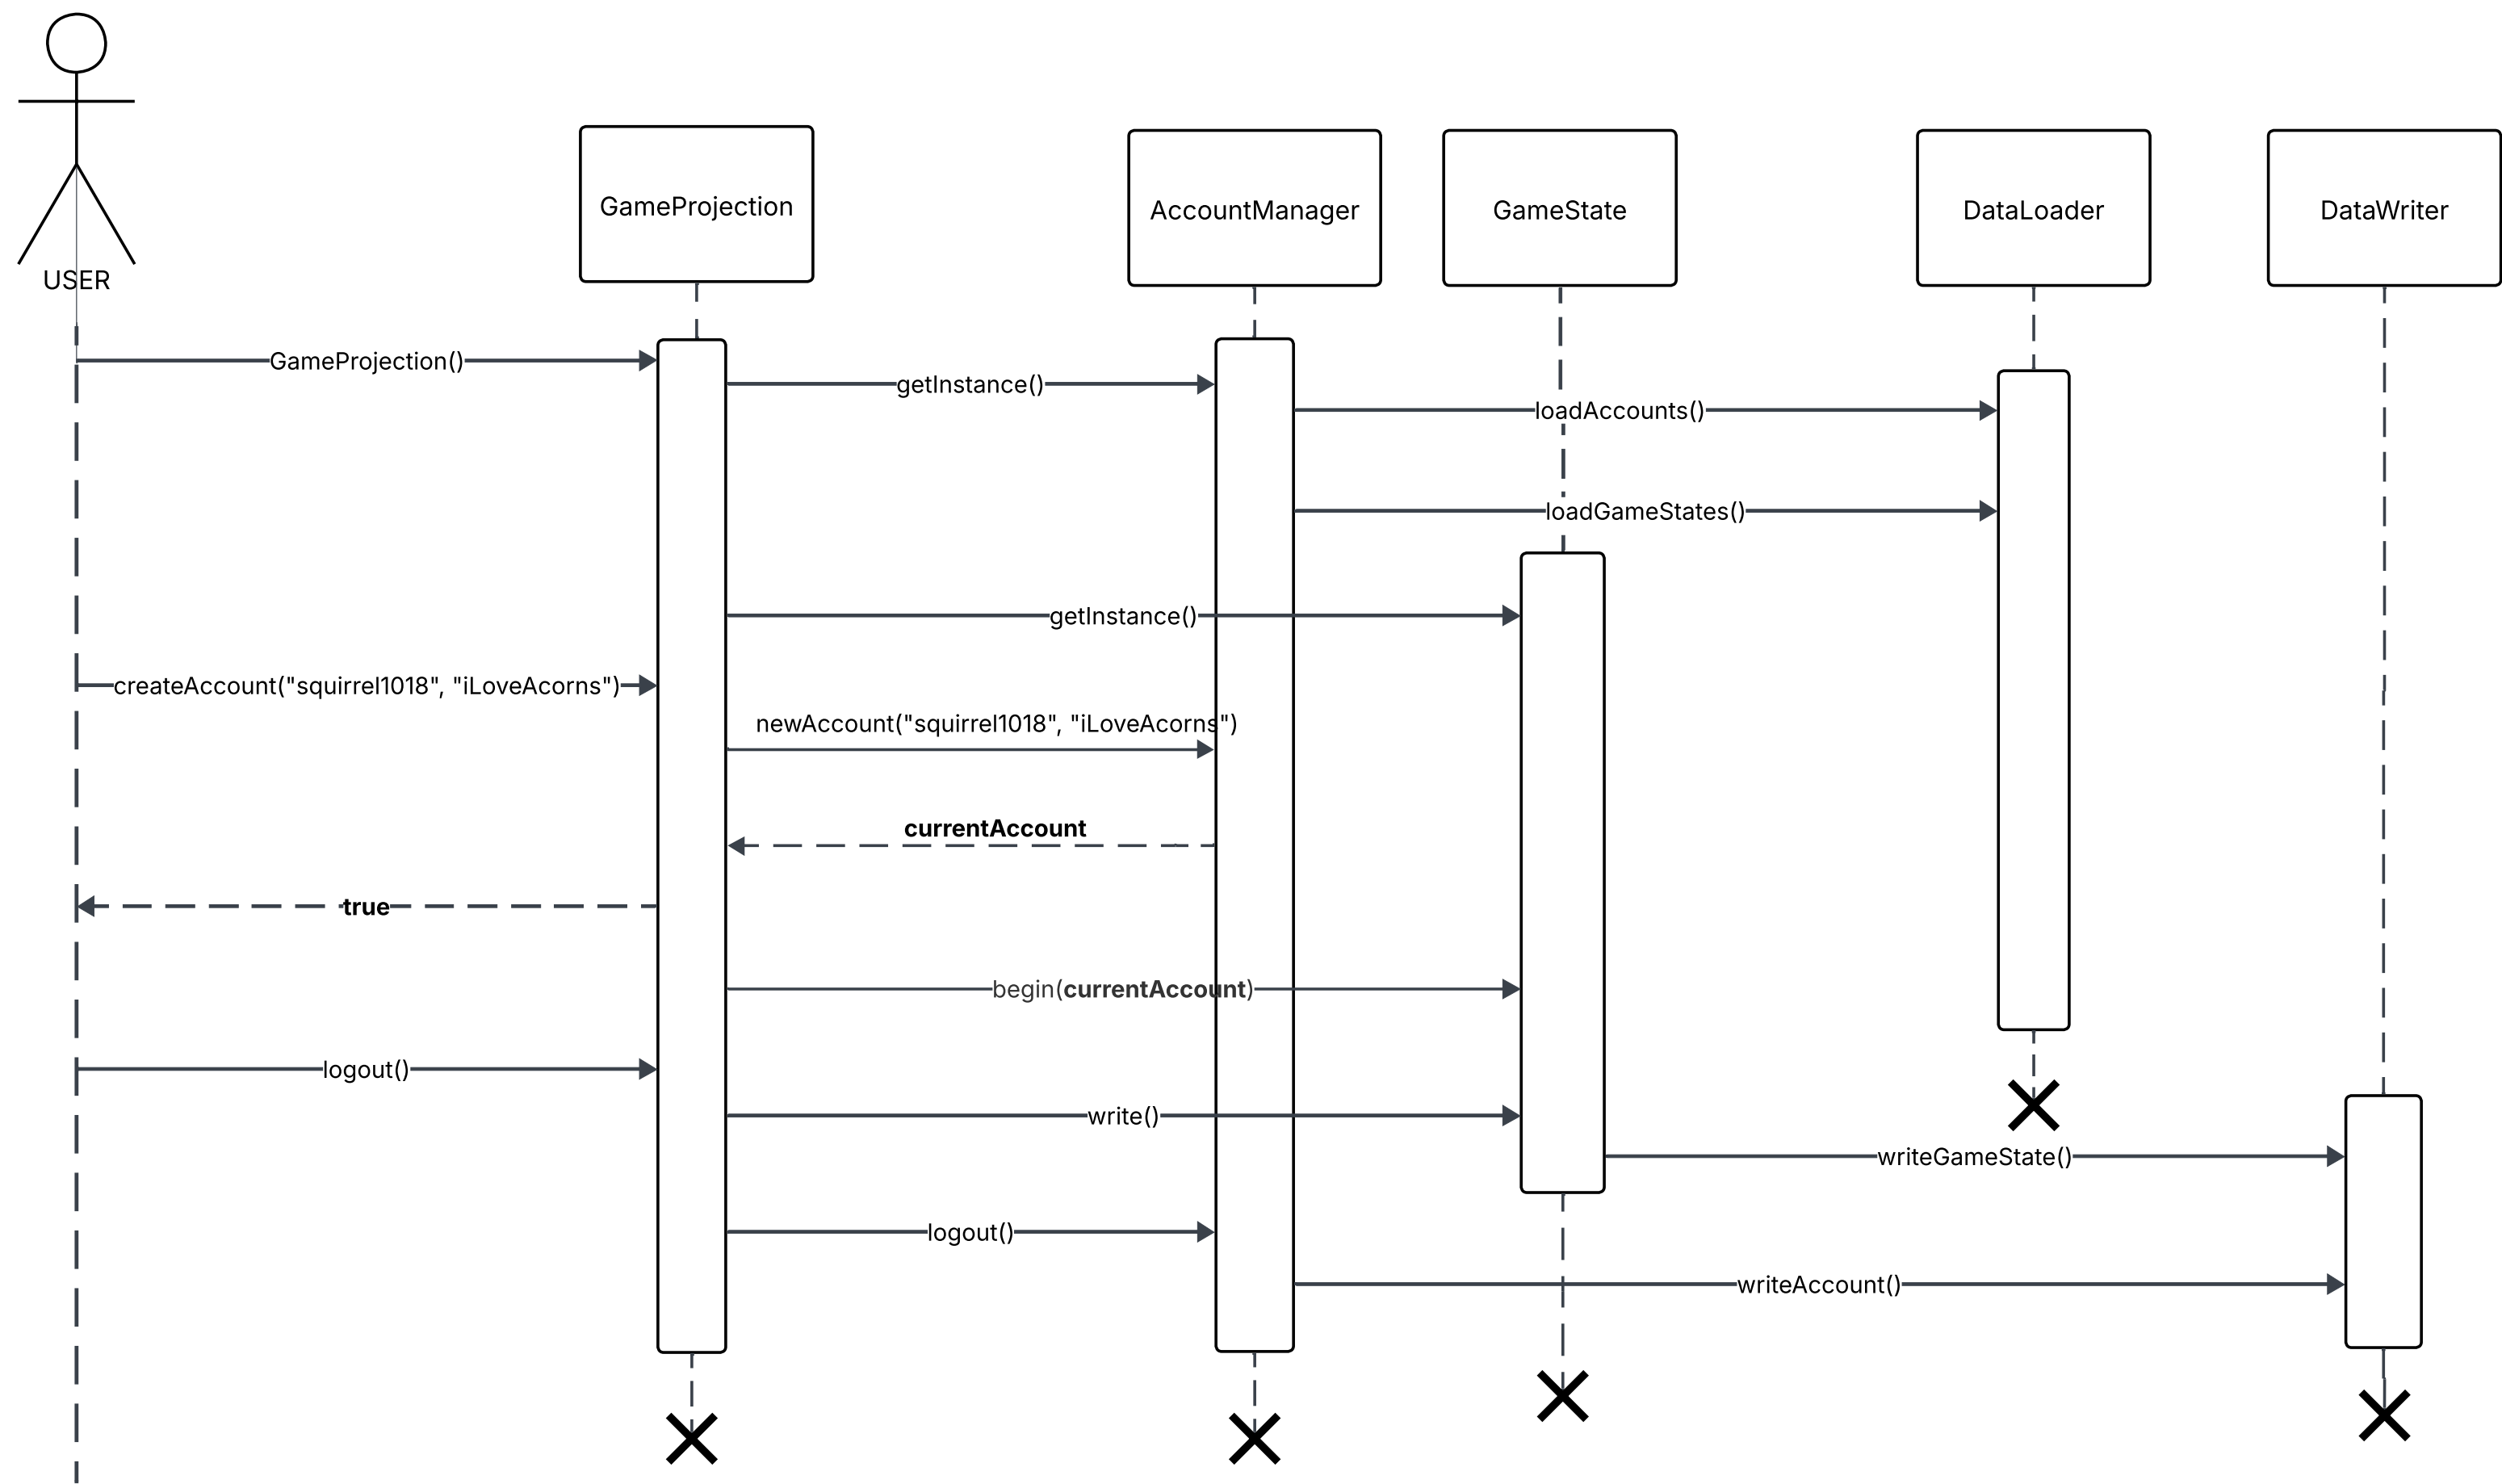 USER
GameProjection
AccountManager
GameState
DataLoader
DataWriter
GameProjection()
getInstance()
loadAccounts()
loadGameStates()
getInstance()
createAccount("squirrel1018", "iLoveAcorns")
newAccount("squirrel1018", "iLoveAcorns")
currentAccount
true
begin(currentAccount)
logout()
write()
writeGameState()
logout()
writeAccount()